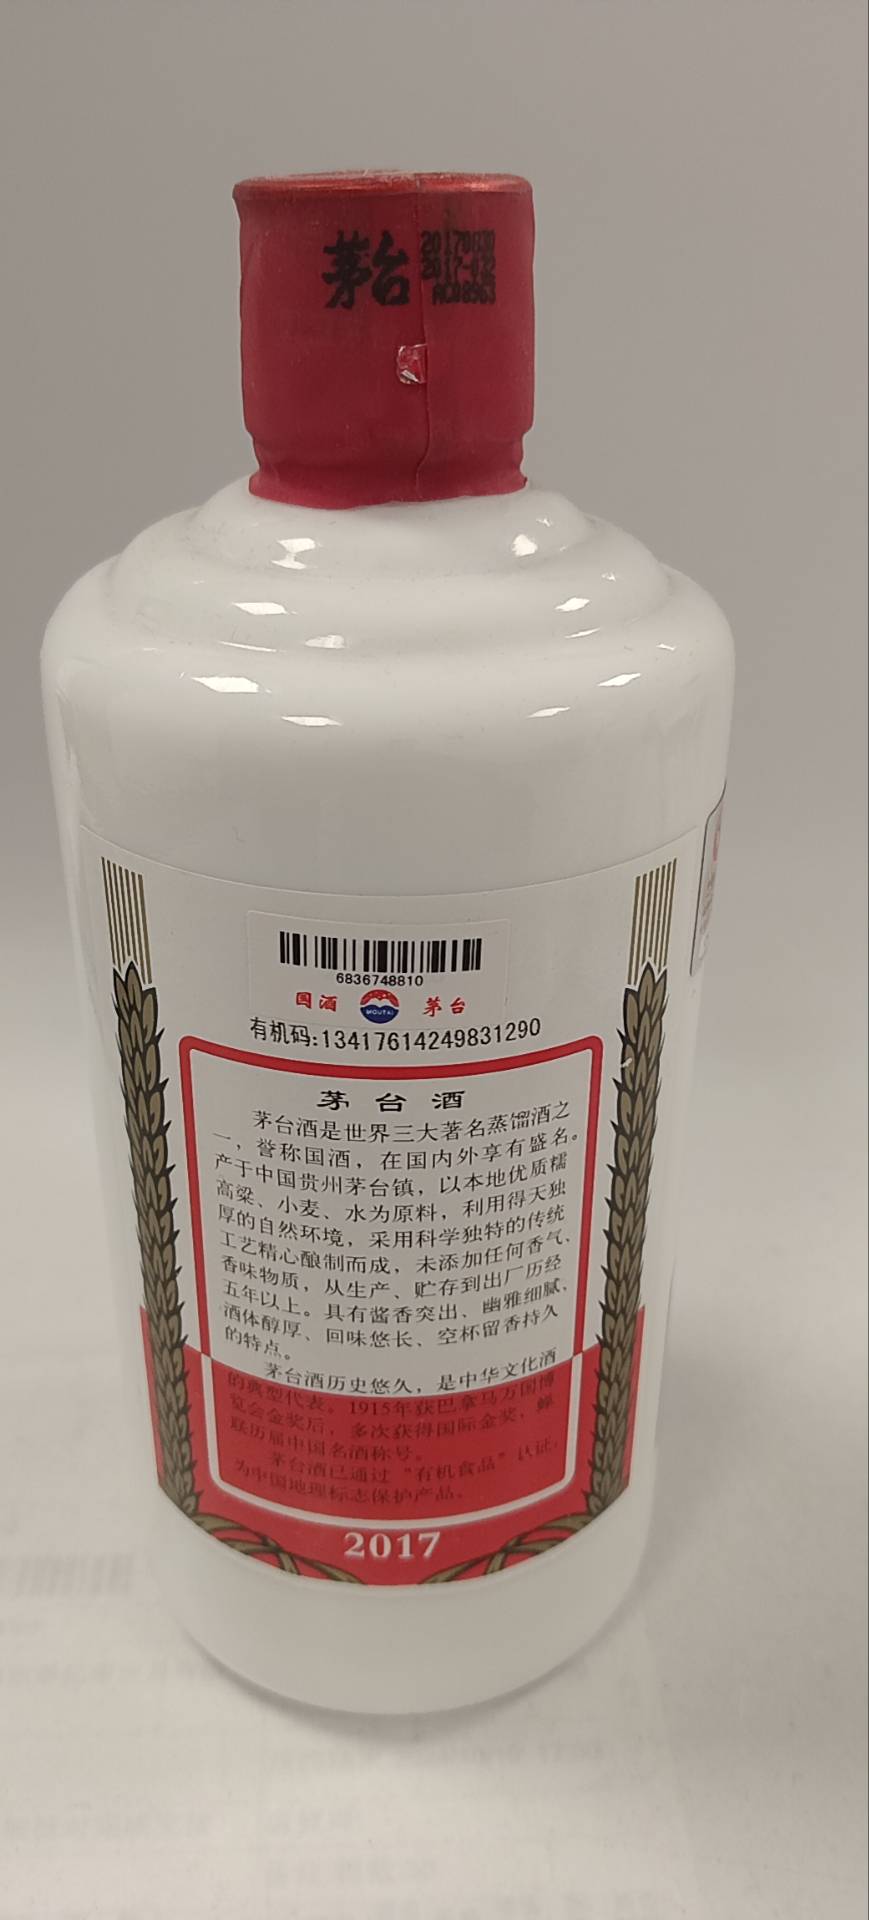 茅台
2017-032
6836748810
国酒 MOUTAI 茅台
有机码:13417614249831290
茅台酒
茅台酒是世界三大著名蒸馏酒之
一，誉称国酒，在国内外享有盛名。
产于中国贵州茅台镇，以本地优质糯
高粱、小麦、水为原料，利用得天独
厚的自然环境，采用科学独特的传统
工艺精心酿制而成，未添加任何香气、
香味物质，从生产、贮存到出厂历经
五年以上。具有酱香突出、幽雅细腻、
酒体醇厚、回味悠长、空杯留香持久
的特点。
茅台酒历史悠久，是中华文化酒
的典型代表。1915年获巴拿马万国博
览会金奖后，多次获得国际金奖，蝉
联历届中国名酒称号。
茅台酒已通过“有机食品”认证，
为中国地理标志保护产品。
2017